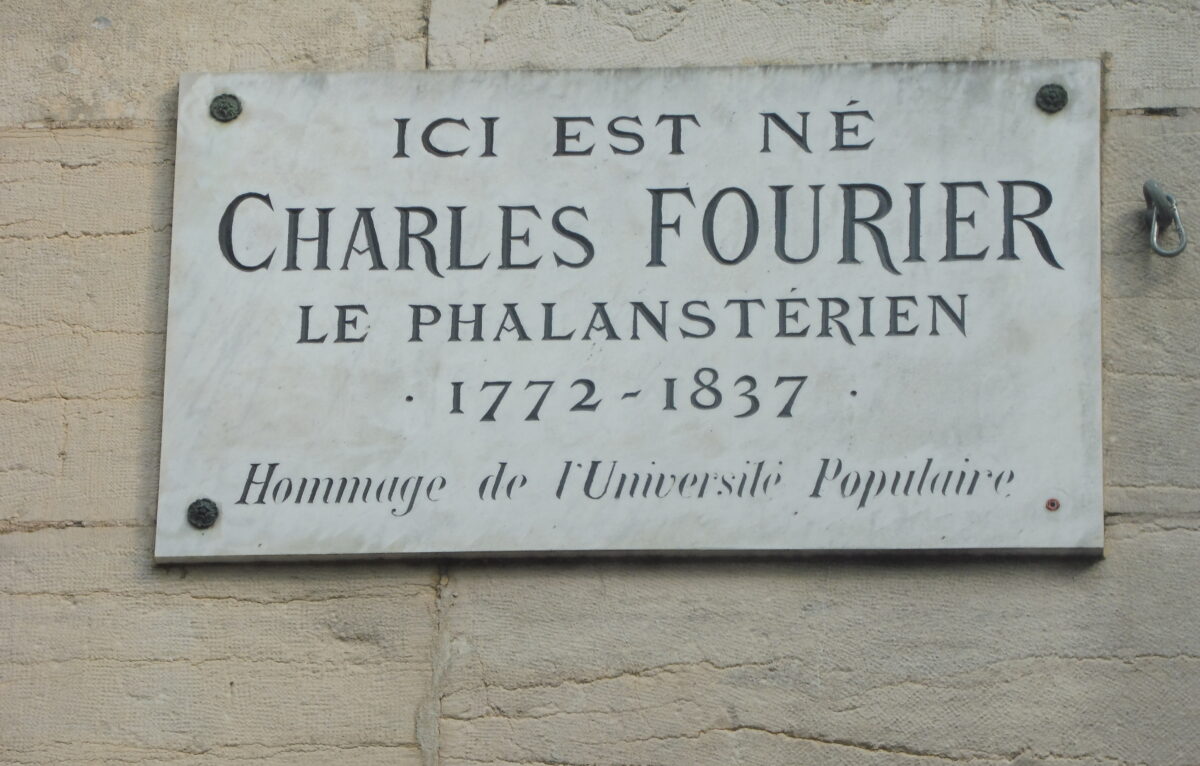 ICI EST NÉ
CHARLES FOURIER
LE PHALANSTÉRIEN
· 1772 - 1837 ·
Hommage de l'Université Populaire